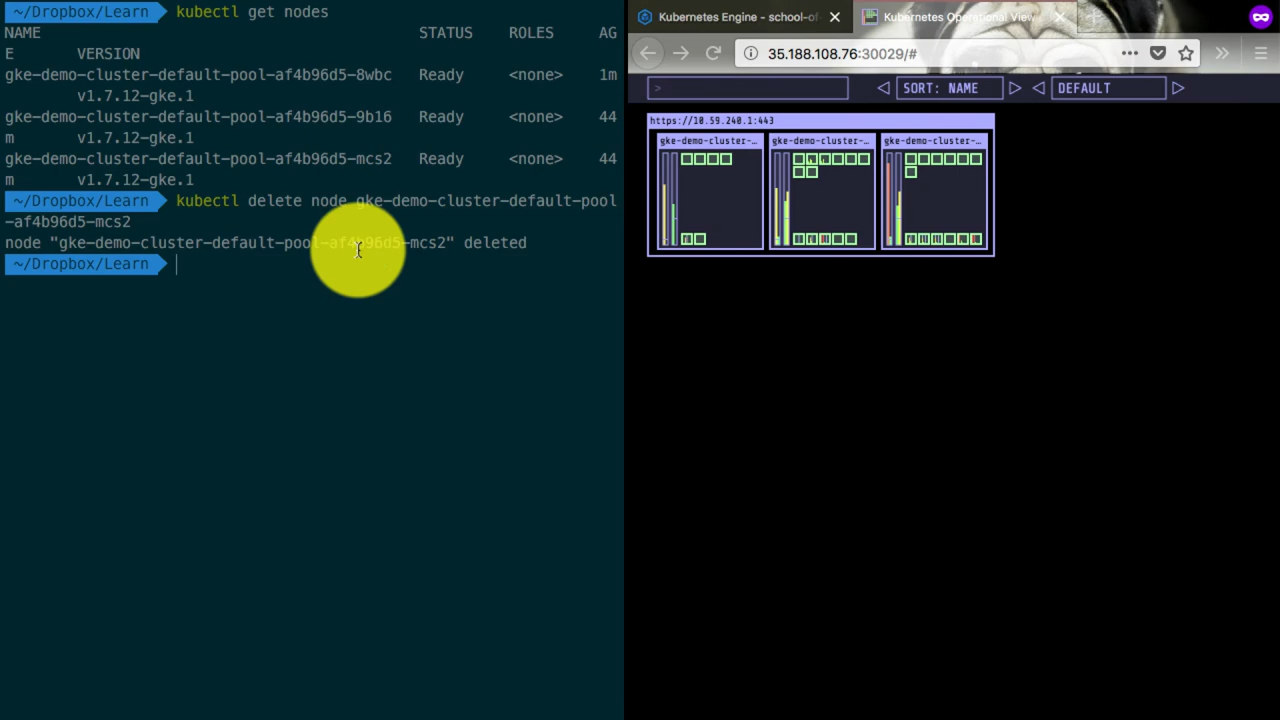 ~/Dropbox/Learn kubectl get nodes
NAME STATUS ROLES AG
E VERSION
gke-demo-cluster-default-pool-af4b96d5-8wbc Ready <none> 1m
v1.7.12-gke.1
gke-demo-cluster-default-pool-af4b96d5-9b16 Ready <none> 44
m v1.7.12-gke.1
gke-demo-cluster-default-pool-af4b96d5-mcs2 Ready <none> 44
m v1.7.12-gke.1
~/Dropbox/Learn kubectl delete node gke-demo-cluster-default-pool
-af4b96d5-mcs2
node "gke-demo-cluster-default-pool-af4b96d5-mcs2" deleted
~/Dropbox/Learn
Kubernetes Engine - school-of
Kubernetes Operational View
35.188.108.76:30029/#
>
SORT: NAME
DEFAULT
https://10.59.240.1:443
gke-demo-cluster-…
gke-demo-cluster-…
gke-demo-cluster-…